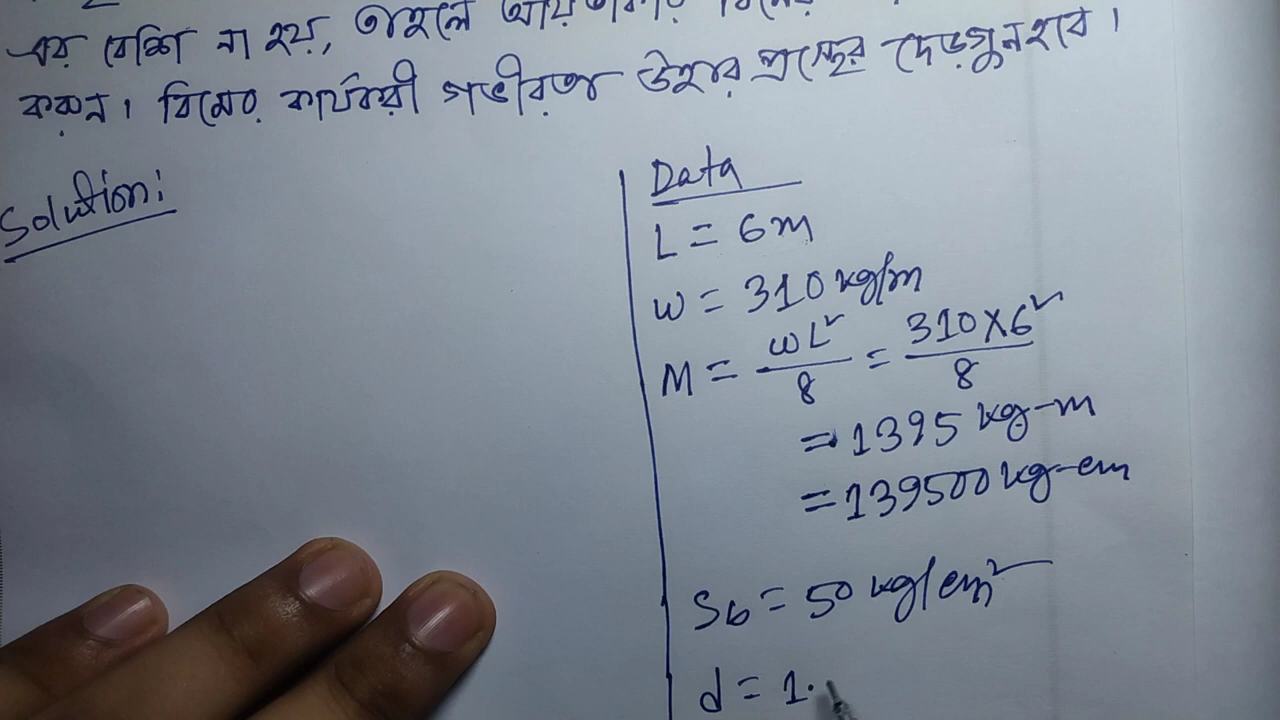 এর বেশি না হয়, তাহলে
করুন। বিমের কার্যকরী গভীরতা উহার প্রস্থের দেড়গুন হবে।
Solution:
Data
L = 6m
w = 310 kg/m
M = wL²/8 = 310×6²/8
= 1395 kg-m
= 139500 kg-cm
Sb = 50 kg/cm²
d = 1.